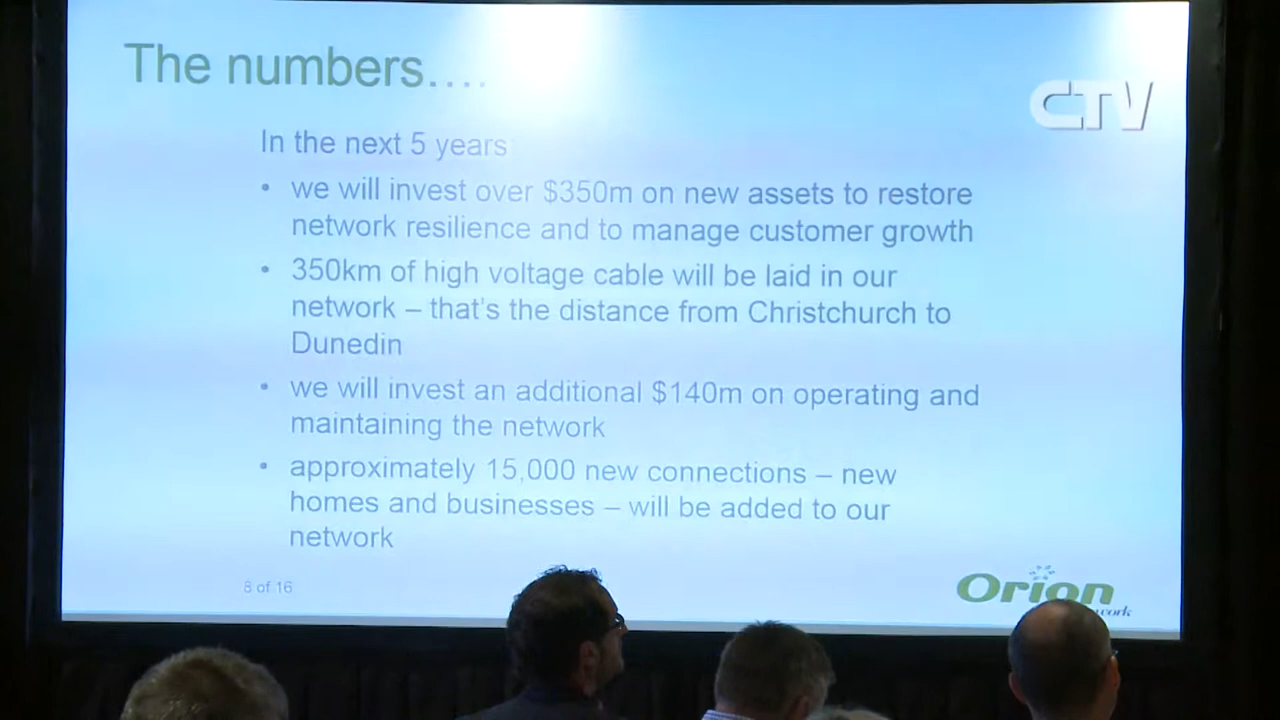 The numbers....
CTV
In the next 5 years
• we will invest over $350m on new assets to restore
network resilience and to manage customer growth
• 350km of high voltage cable will be laid in our
network – that's the distance from Christchurch to
Dunedin
• we will invest an additional $140m on operating and
maintaining the network
• approximately 15,000 new connections – new
homes and businesses – will be added to our
network
8 of 16
Orion
work